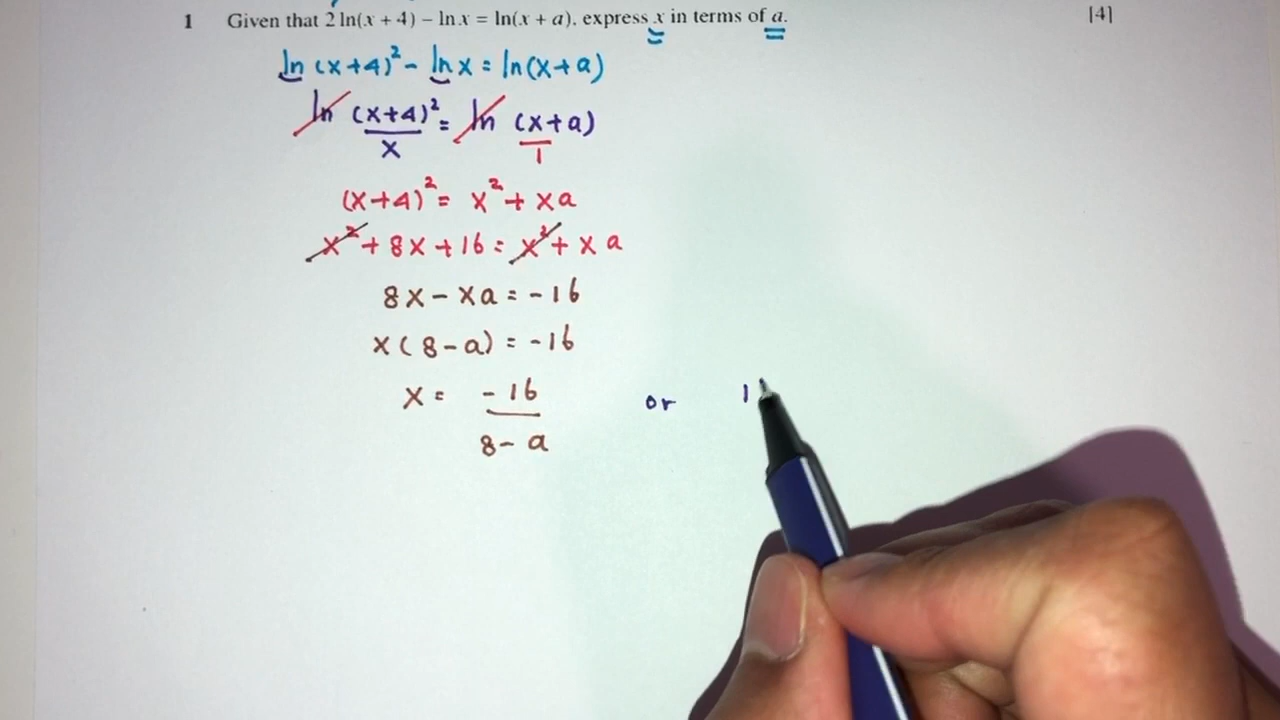 1 Given that 2 ln(x + 4) − ln x = ln(x + a), express x in terms of a. [4]
ln (x+4)² - ln x = ln(x+a)
ln (x+4)²/x = ln (x+a)/1
(x+4)² = x² + xa
x² + 8x + 16 = x² + xa
8x - xa = -16
x(8-a) = -16
x = -16/8-a or 1